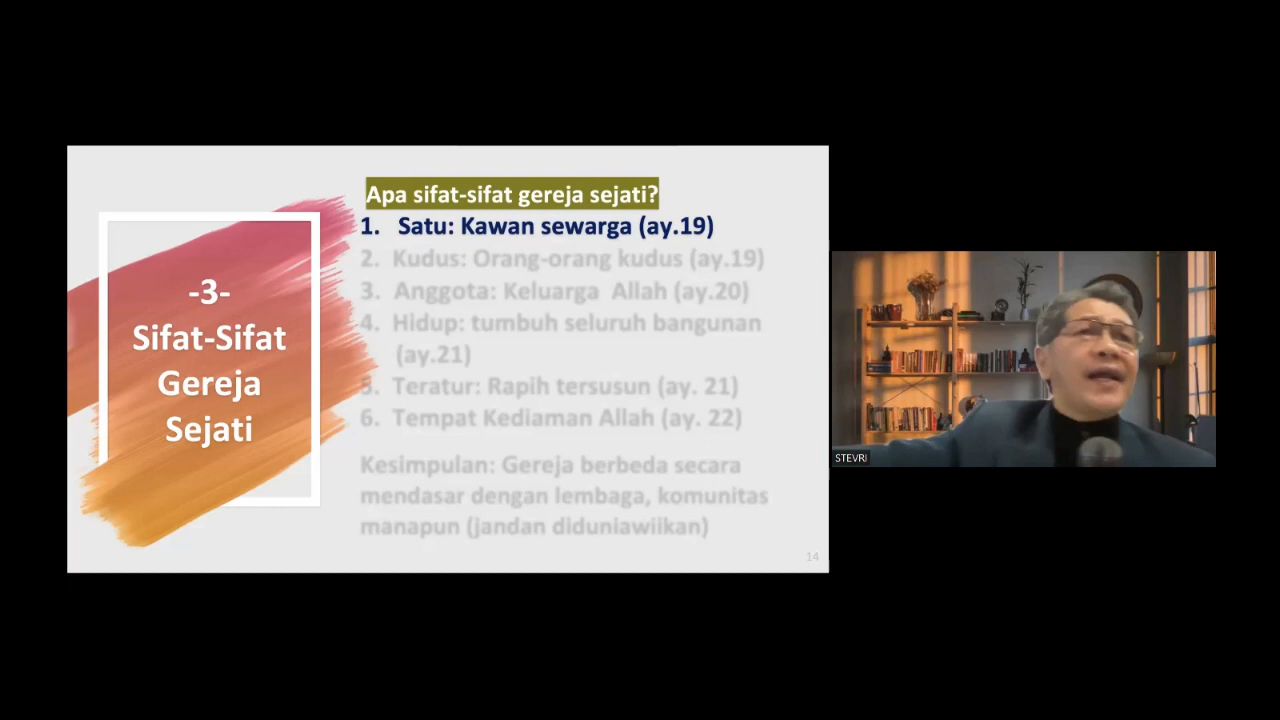 -3-
Sifat-Sifat
Gereja
Sejati
Apa sifat-sifat gereja sejati?
1. Satu: Kawan sewarga (ay.19)
2. Kudus: Orang-orang kudus (ay.19)
3. Anggota: Keluarga Allah (ay.20)
4. Hidup: tumbuh seluruh bangunan
(ay.21)
5. Teratur: Rapih tersusun (ay. 21)
6. Tempat Kediaman Allah (ay. 22)
Kesimpulan: Gereja berbeda secara
mendasar dengan lembaga, komunitas
manapun (jandan diduniawiikan)
14
STEVRI